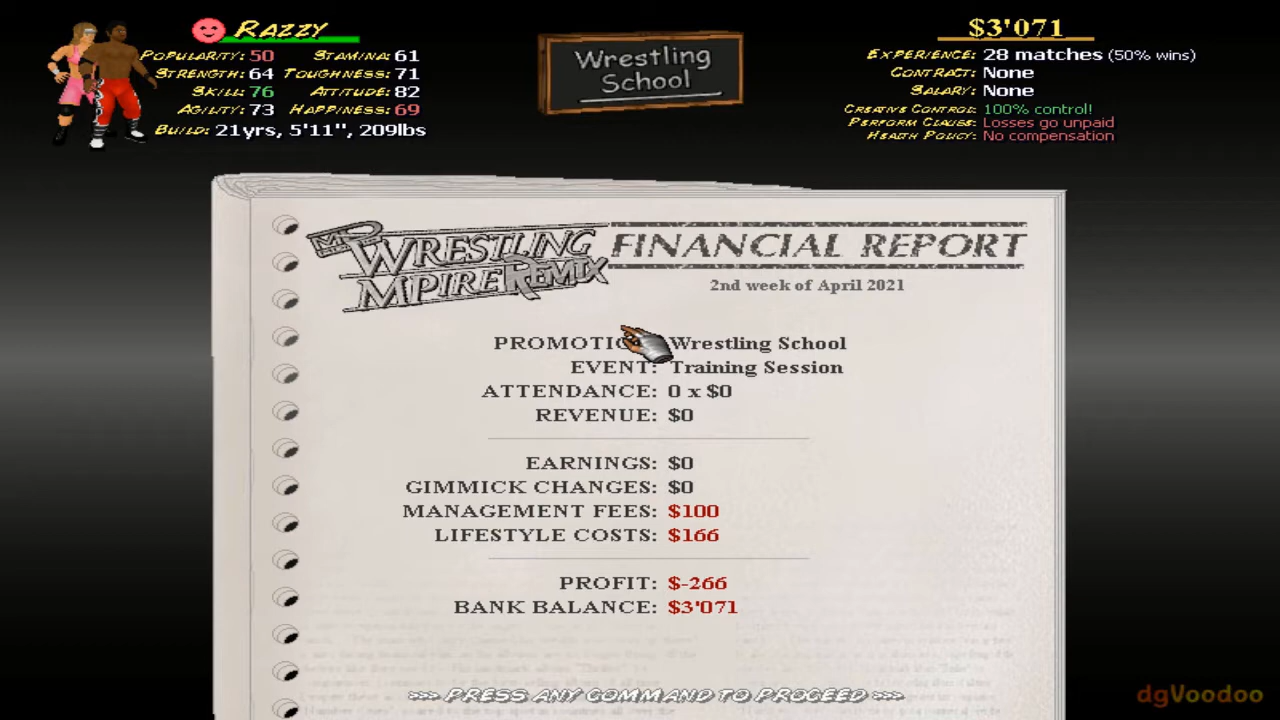 RAZZY
POPULARITY: 50 STAMINA: 61
STRENGTH: 64 TOUGHNESS: 71
SKILL: 76 ATTITUDE: 82
AGILITY: 73 HAPPINESS: 69
BUILD: 21yrs, 5'11", 209lbs
Wrestling
School
$3'071
EXPERIENCE: 28 matches (50% wins)
CONTRACT: None
SALARY: None
CREATIVE CONTROL: 100% control!
PERFORM CLAUSE: Losses go unpaid
HEALTH POLICY: No compensation
WRESTLING
MPIRE REMIX
FINANCIAL REPORT
2nd week of April 2021
Wrestling School
EVENT: Training Session
ATTENDANCE: 0 x $0
REVENUE: $0
EARNINGS: $0
GIMMICK CHANGES: $0
MANAGEMENT FEES: $100
LIFESTYLE COSTS: $166
PROFIT: $-266
BANK BALANCE: $3'071
>>> PRESS ANY COMMAND TO PROCEED >>>
dgVoodoo